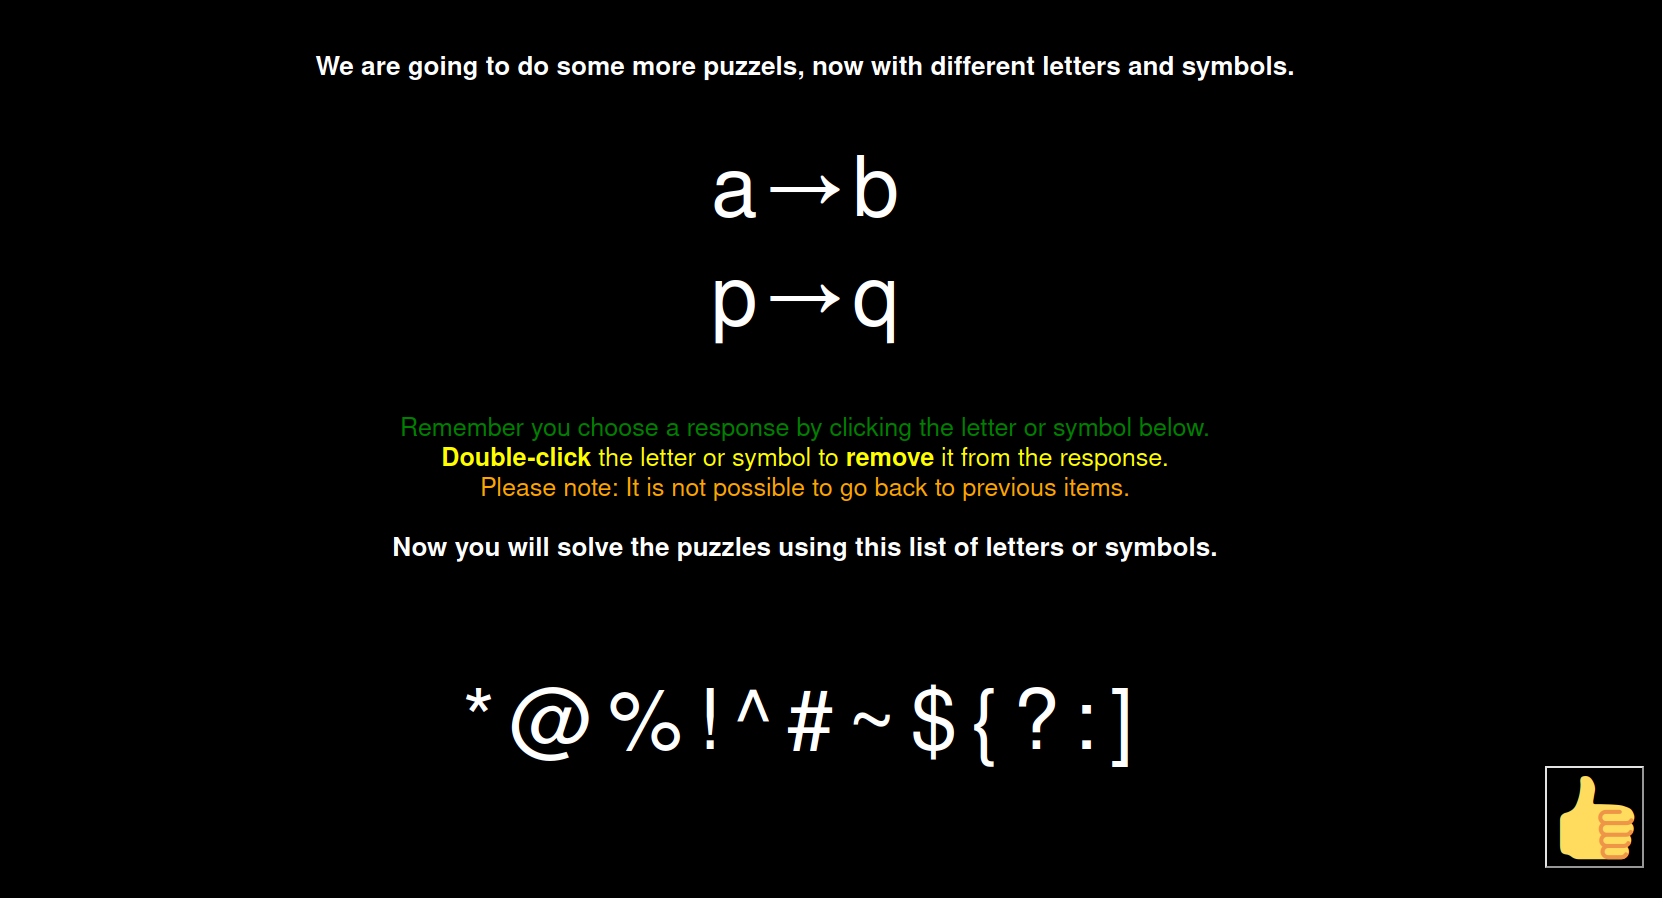 We are going to do some more puzzels, now with different letters and symbols.
a→b
p→q
Remember you choose a response by clicking the letter or symbol below.
Double-click the letter or symbol to remove it from the response.
Please note: It is not possible to go back to previous items.
Now you will solve the puzzles using this list of letters or symbols.
* @ % ! ^ # ~ $ { ? : ]